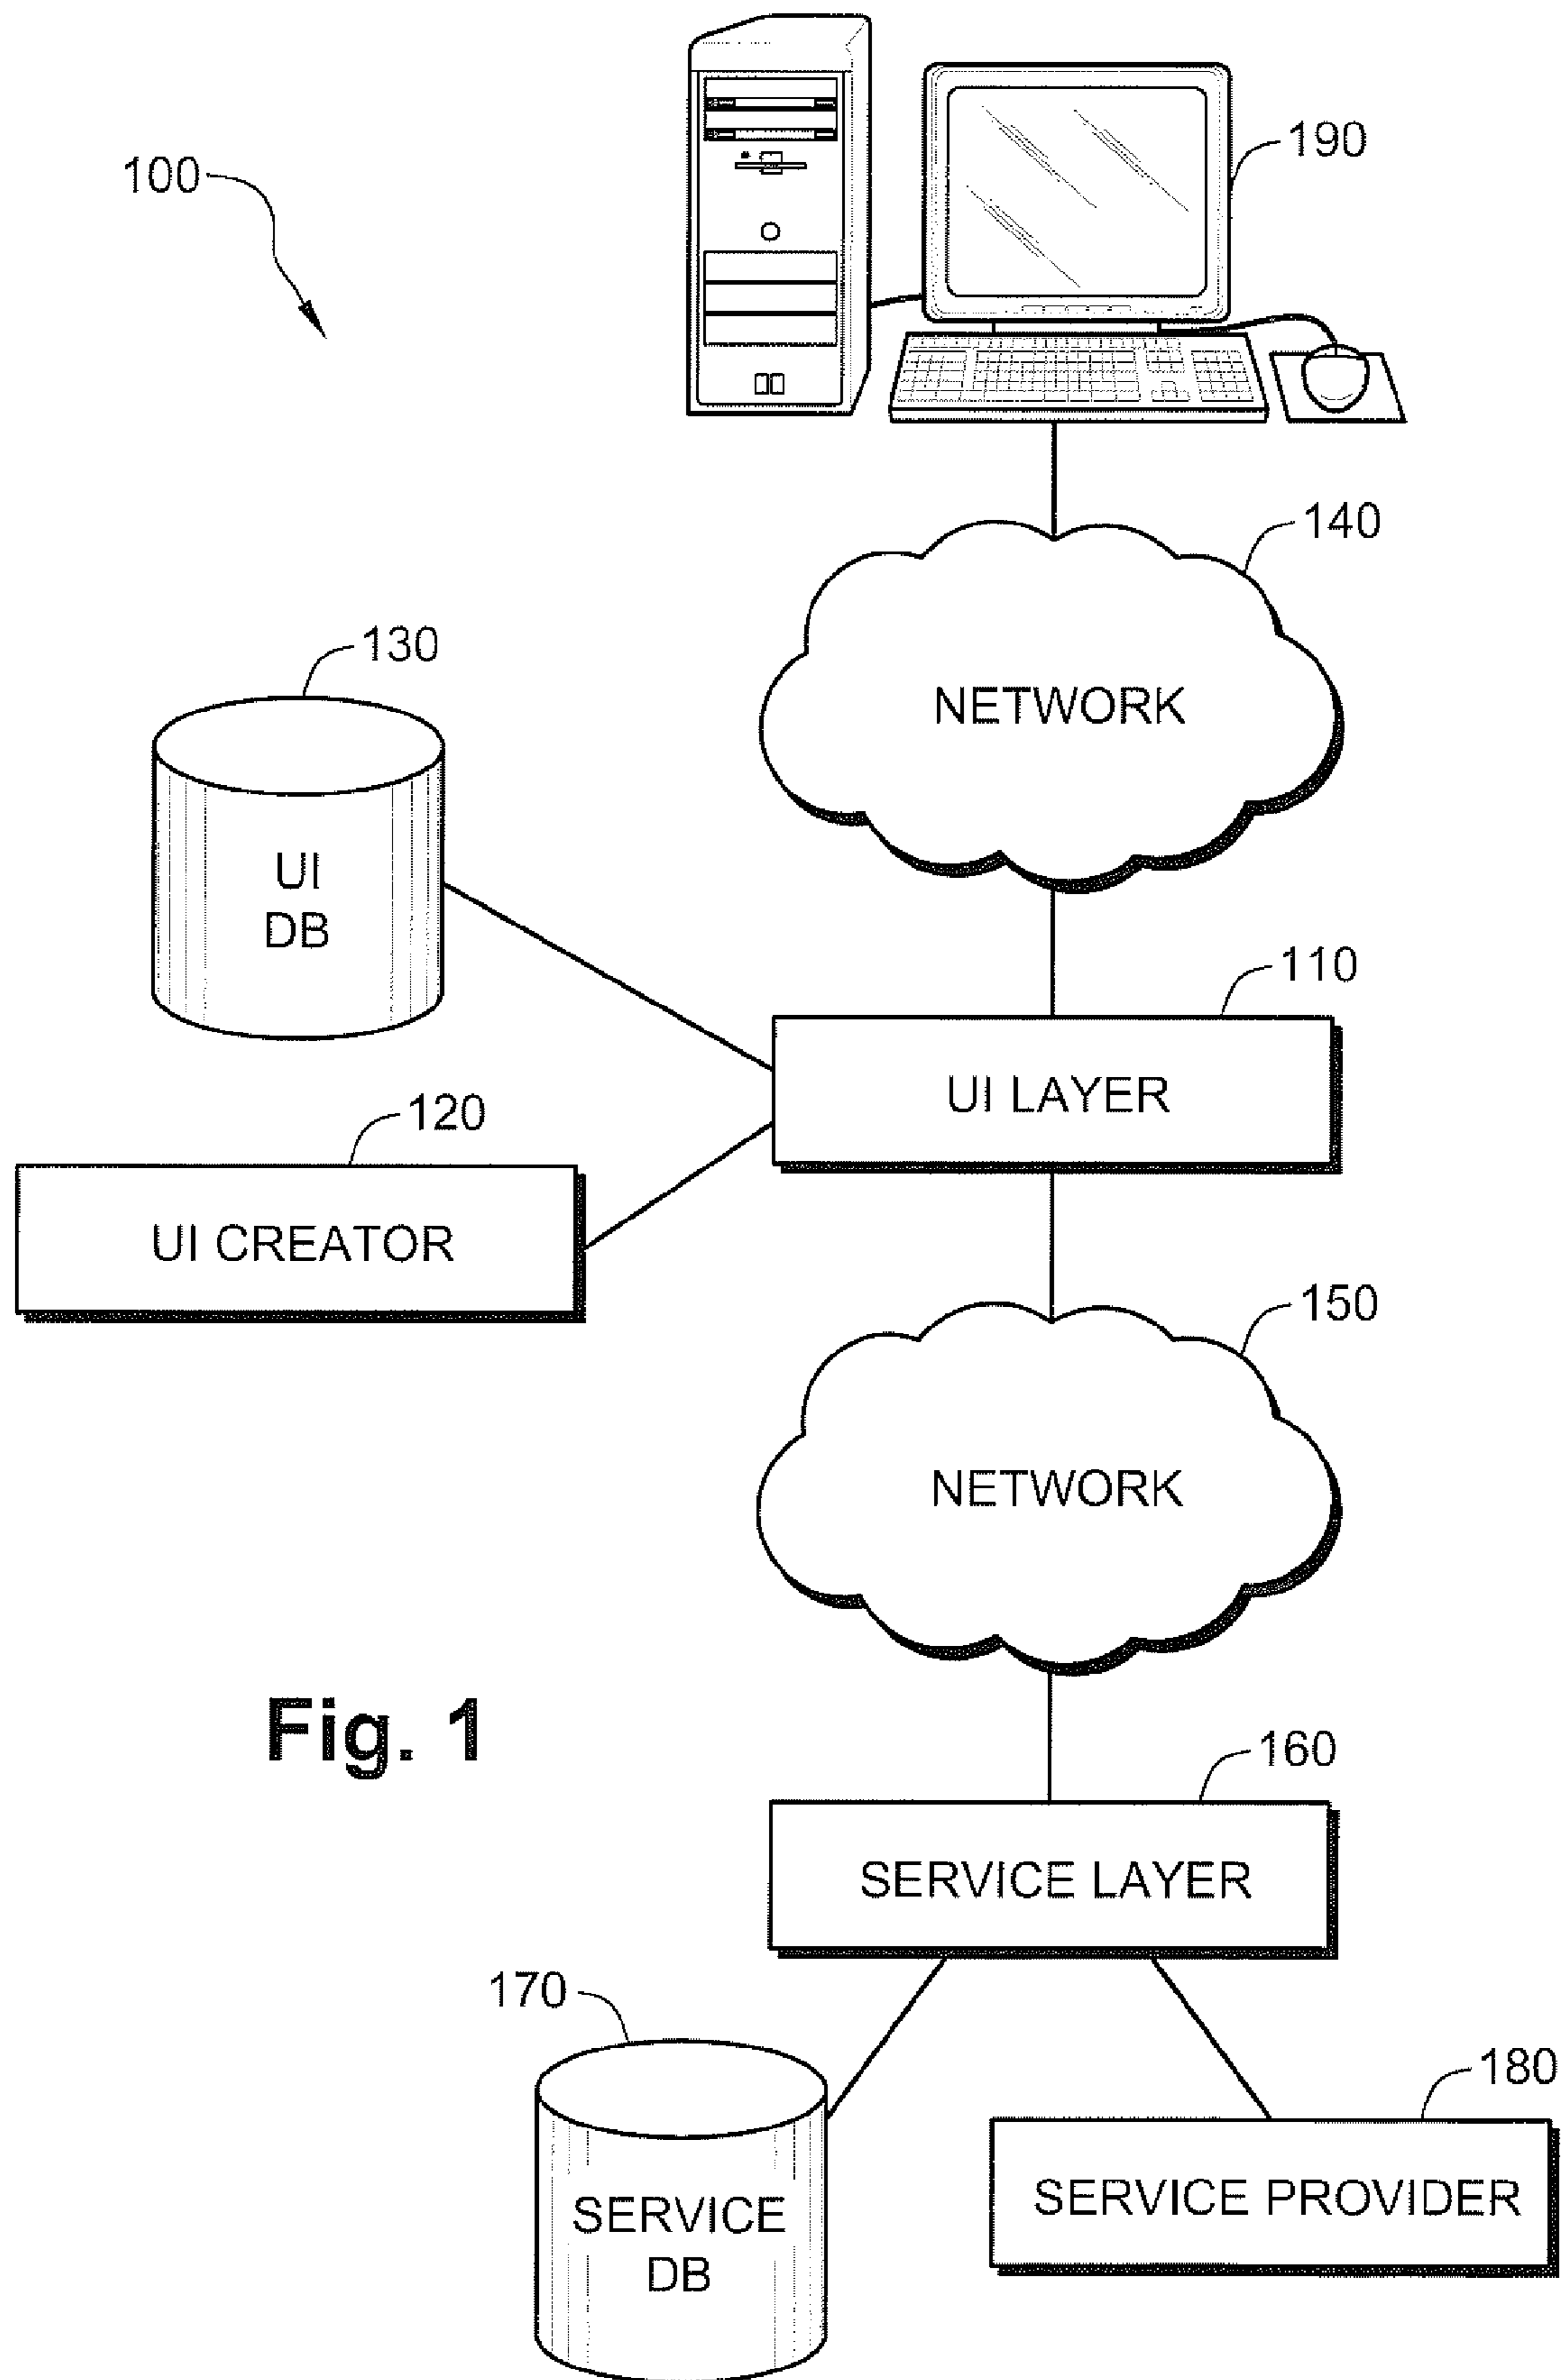 100
190
140
NETWORK
130
UI
DB
110
UI LAYER
120
UI CREATOR
150
NETWORK
Fig. 1
160
SERVICE LAYER
170
SERVICE
DB
180
SERVICE PROVIDER